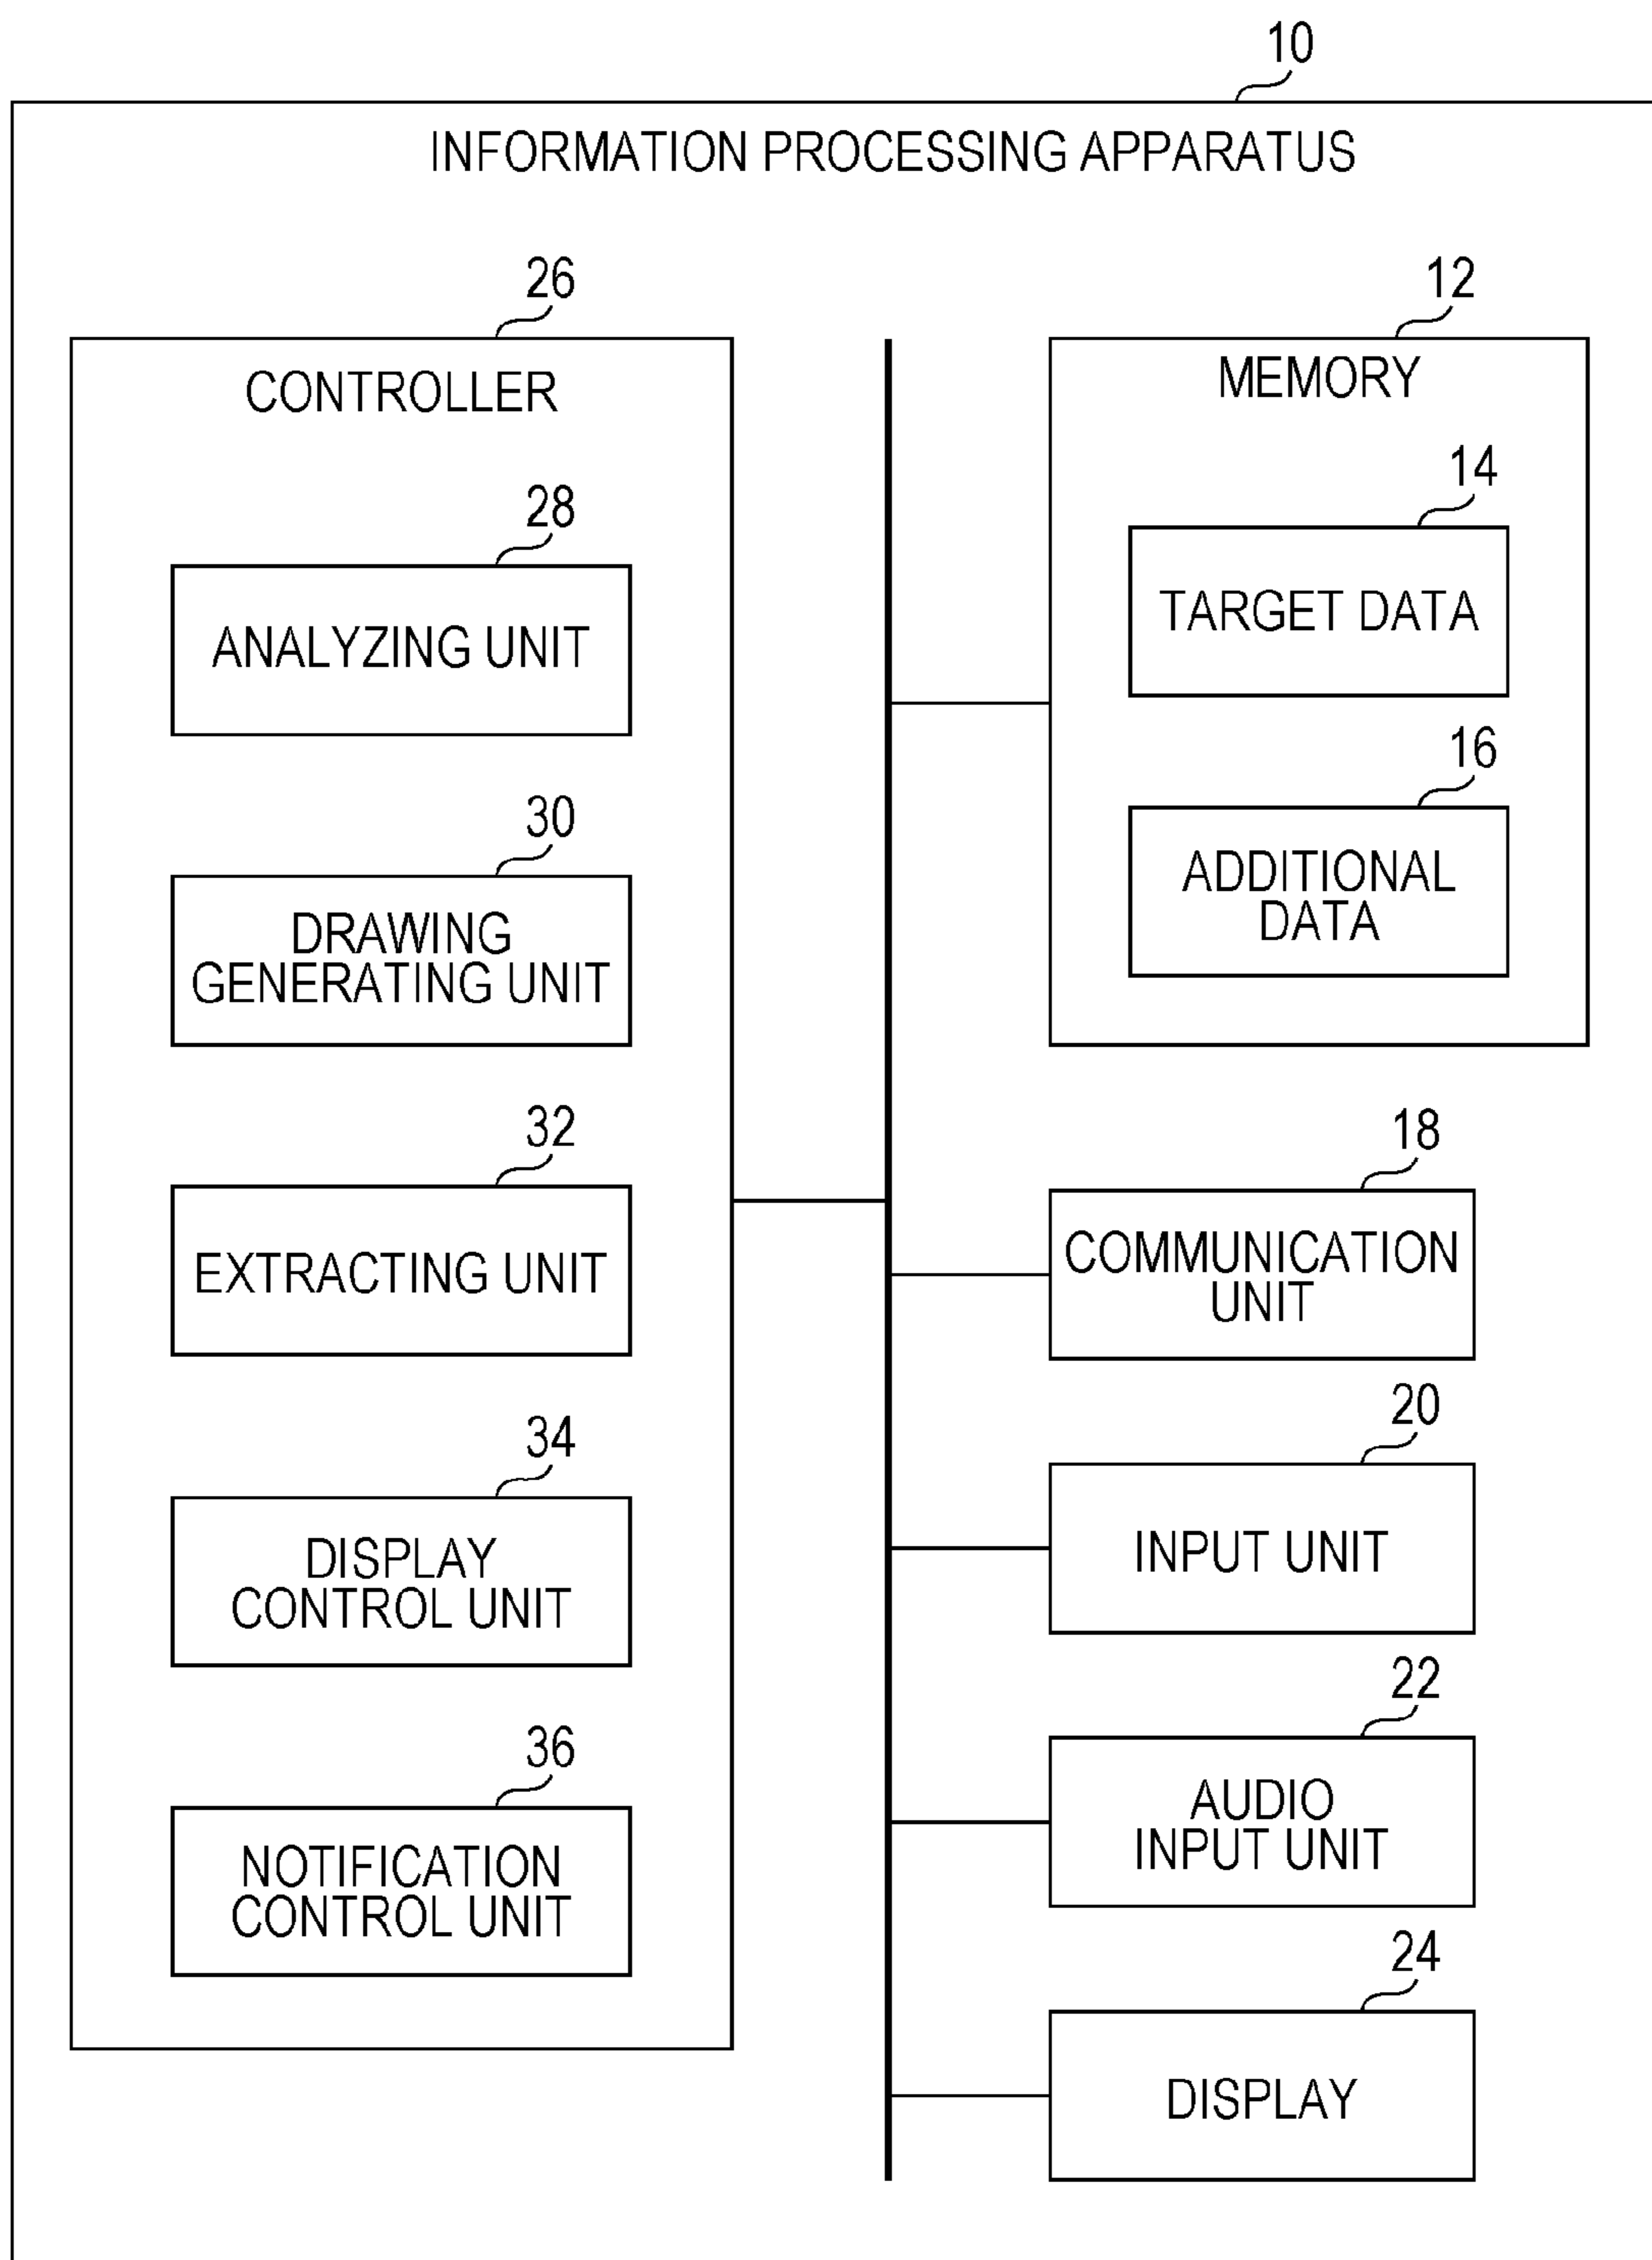 10
INFORMATION PROCESSING APPARATUS
26
CONTROLLER
28
ANALYZING UNIT
30
DRAWING
GENERATING UNIT
32
EXTRACTING UNIT
34
DISPLAY
CONTROL UNIT
36
NOTIFICATION
CONTROL UNIT
12
MEMORY
14
TARGET DATA
16
ADDITIONAL
DATA
18
COMMUNICATION
UNIT
20
INPUT UNIT
22
AUDIO
INPUT UNIT
24
DISPLAY